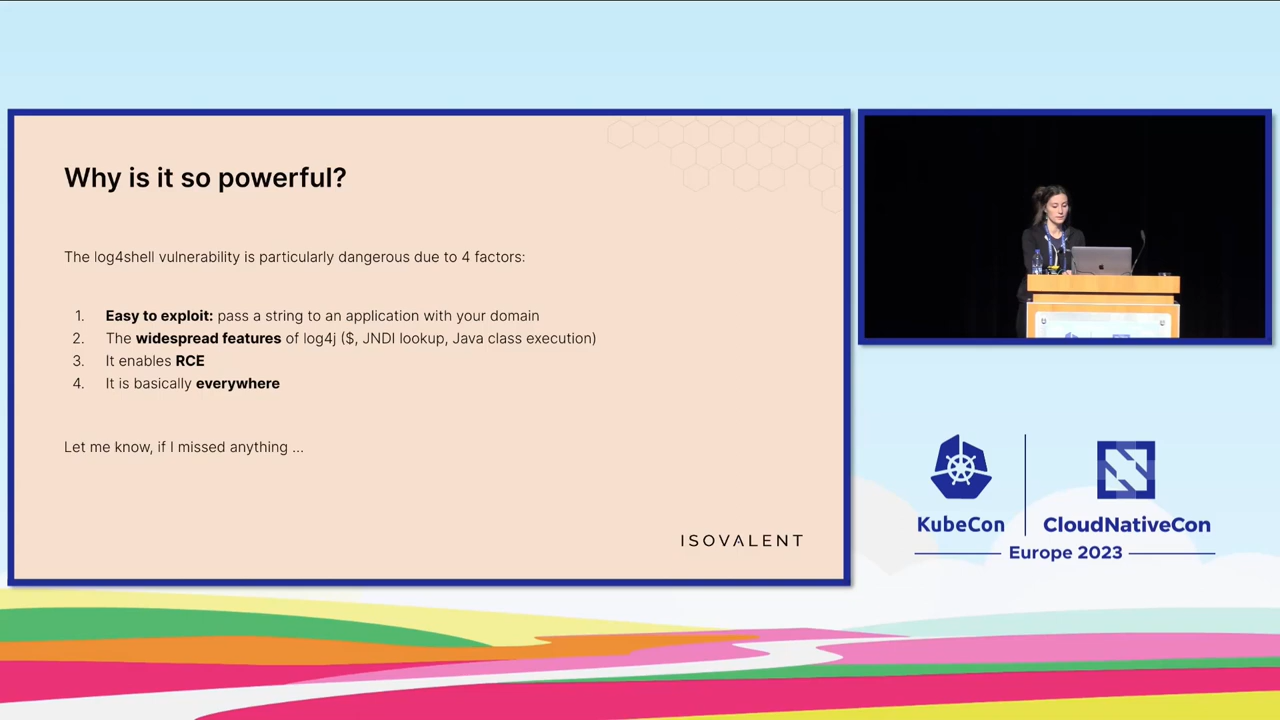 Why is it so powerful?
The log4shell vulnerability is particularly dangerous due to 4 factors:
1. Easy to exploit: pass a string to an application with your domain
2. The widespread features of log4j ($, JNDI lookup, Java class execution)
3. It enables RCE
4. It is basically everywhere
Let me know, if I missed anything ...
ISOVALENT
KubeCon
CloudNativeCon
Europe 2023